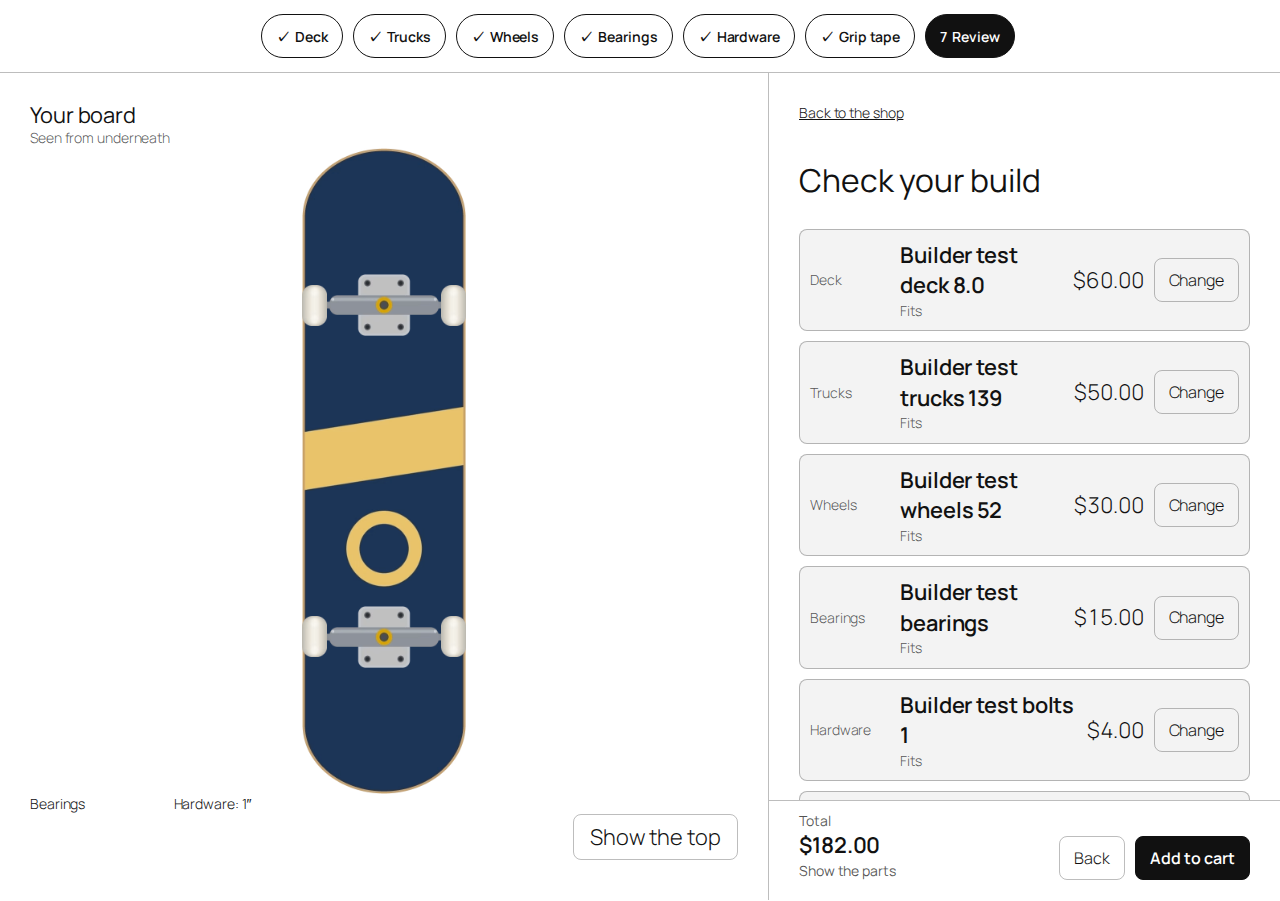 ✓ Deck
✓ Trucks
✓ Wheels
✓ Bearings
✓ Hardware
✓ Grip tape
7 Review
Your board
Seen from underneath
Bearings
Hardware: 1″
Show the top
Back to the shop
Check your build
Deck
Builder test
deck 8.0
Fits
$60.00
Change
Trucks
Builder test
trucks 139
Fits
$50.00
Change
Wheels
Builder test
wheels 52
Fits
$30.00
Change
Bearings
Builder test
bearings
Fits
$15.00
Change
Hardware
Builder test bolts
1
Fits
$4.00
Change
Total
$182.00
Show the parts
Back
Add to cart